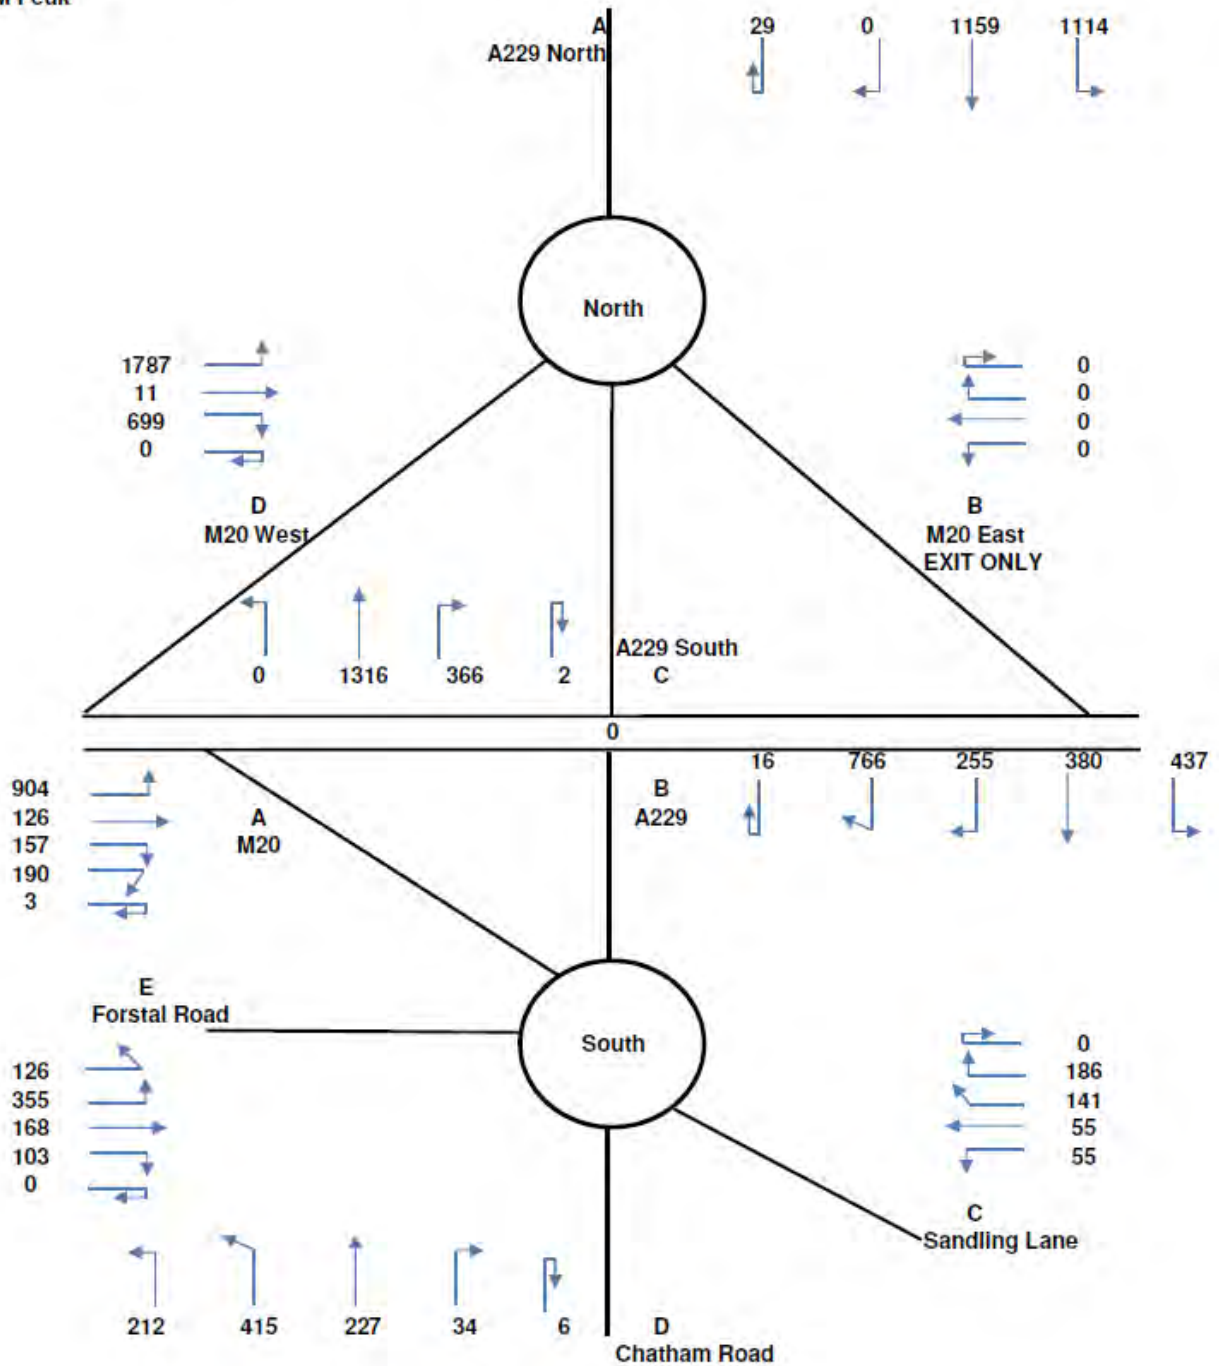 A 29 0 1159 1114
A229 North
North
1787
11
699
0
0
0
0
0
D
M20 West
B
M20 East
EXIT ONLY
A229 South
0 1316 366 2 C
0
16 766 255 380 437
904
126
157
190
3
A
M20
B
A229
E
Forstal Road
South
126
355
168
103
0
0
186
141
55
55
C
Sandling Lane
212 415 227 34 6 D
Chatham Road